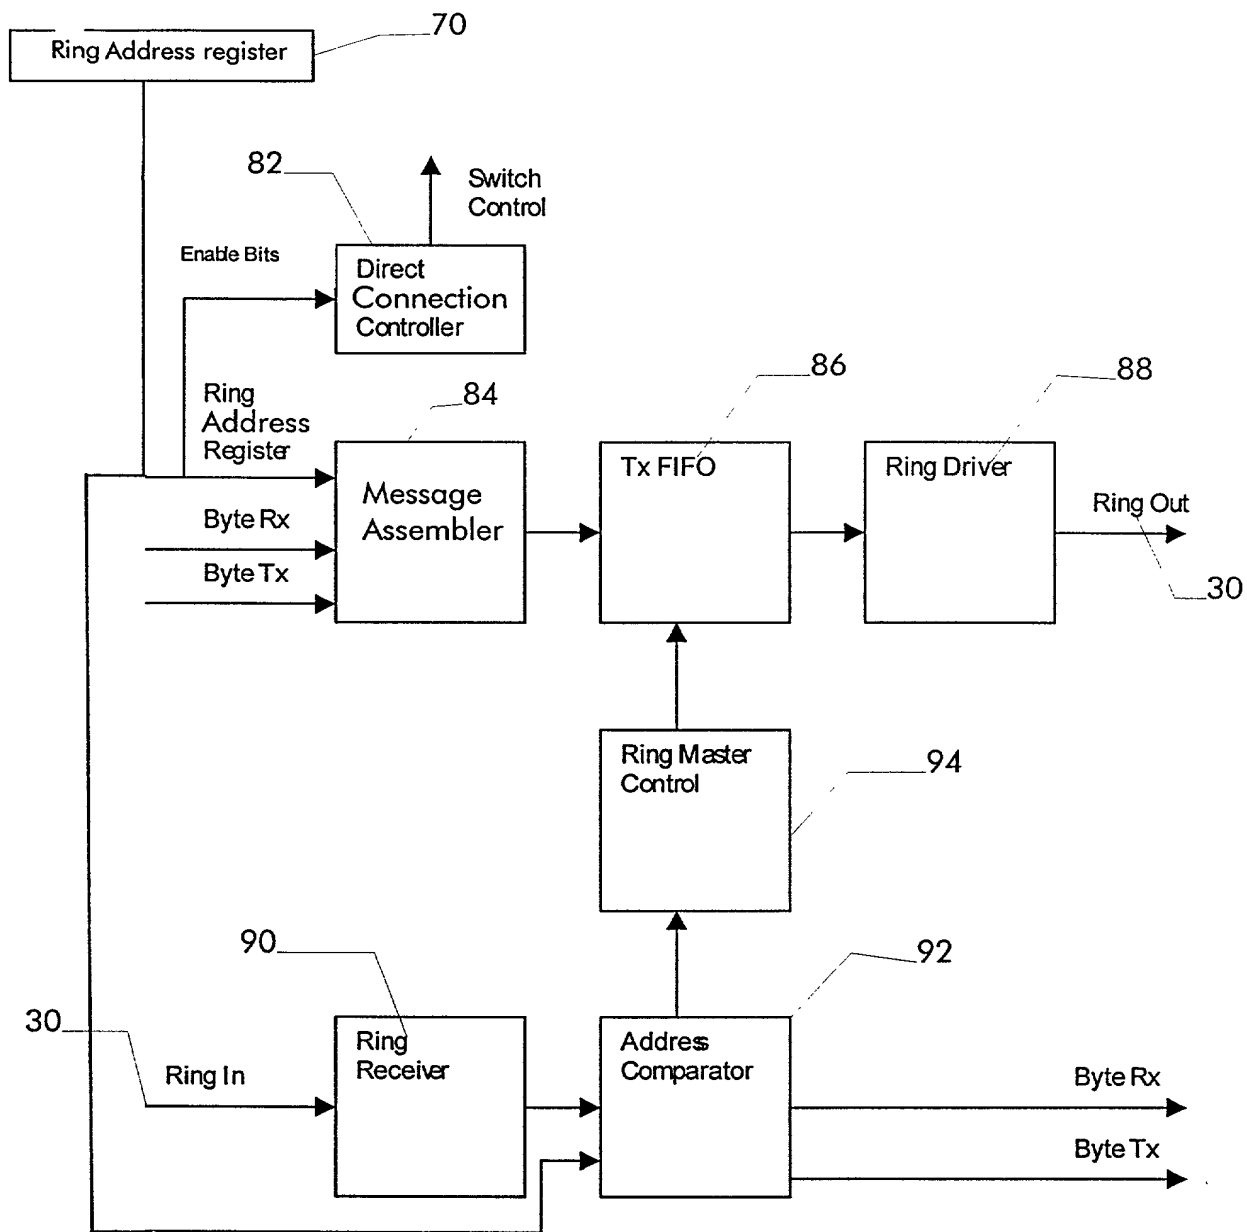 70
Ring Address register
82
Switch
Control
Enable Bits
Direct
Connection
Controller
86
88
Ring
Address
Register
84
Tx FIFO
Ring Driver
Message
Assembler
Ring Out
Byte Rx
Byte Tx
30
Ring Master
Control
94
90
92
30
Ring
Receiver
Address
Comparator
Ring In
Byte Rx
Byte Tx